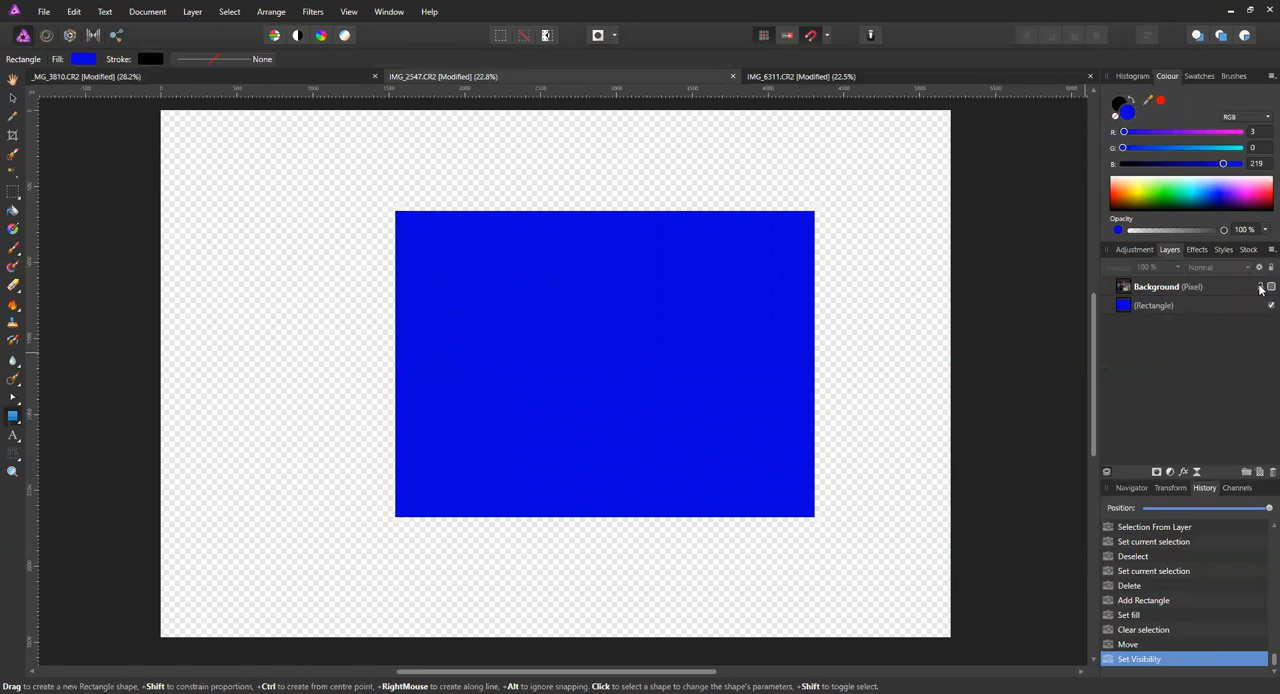 File Edit Text Document Layer Select Arrange Filters View Window Help
Rectangle Fill: Stroke: None
_MG_3810.CR2 [Modified] (28.2%) IMG_2547.CR2 [Modified] (22.8%) IMG_6311.CR2 [Modified] (22.5%)
Histogram Colour Swatches Brushes
RGB
R: 3
G: 0
B: 219
Opacity
100 %
Adjustment Layers Effects Styles Stock
100 % Normal
Background (Pixel)
(Rectangle)
Navigator Transform History Channels
Position:
Selection From Layer
Set current selection
Deselect
Set current selection
Delete
Add Rectangle
Set fill
Clear selection
Move
Set Visibility
Drag to create a new Rectangle shape, +Shift to constrain proportions, +Ctrl to create from centre point, +RightMouse to create along line, +Alt to ignore snapping. Click to select a shape to change the shape's parameters, +Shift to toggle select.